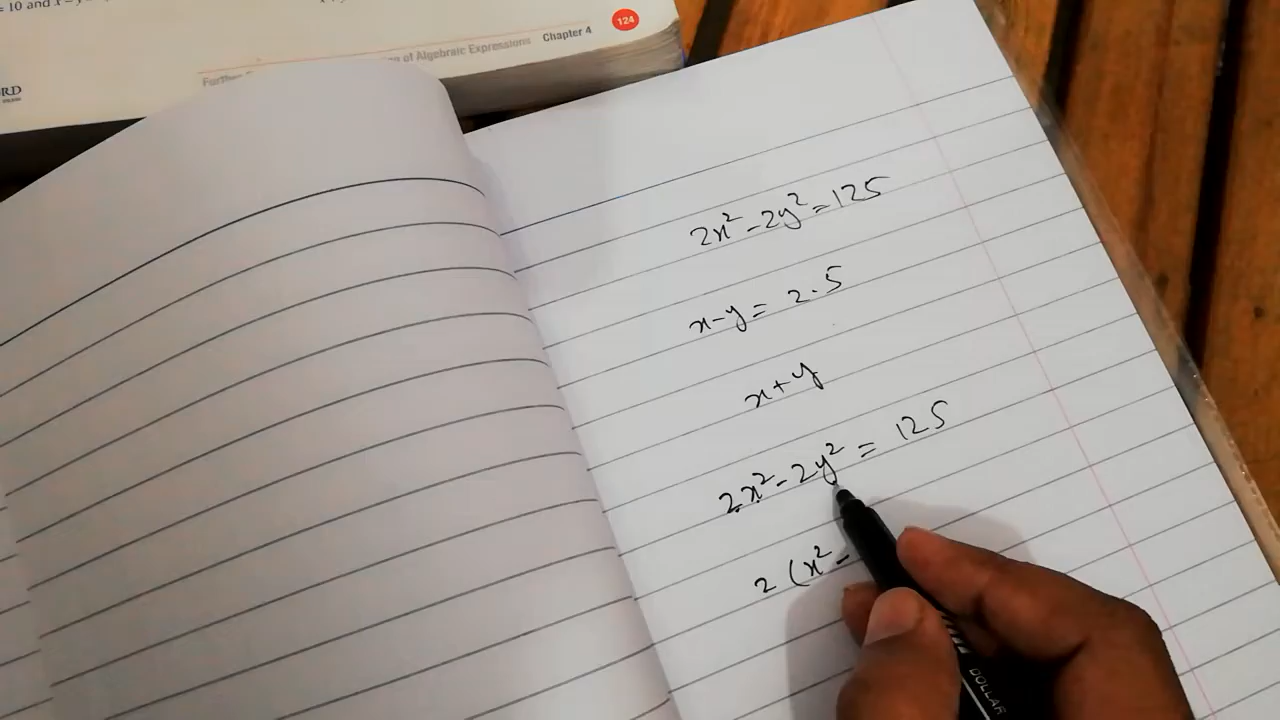 = 10 and x
124
of Algebraic Expressions Chapter 4
2x² - 2y² = 125
x - y = 2.5
x + y
2x² - 2y² = 125
2 (x² -
DOLLAR